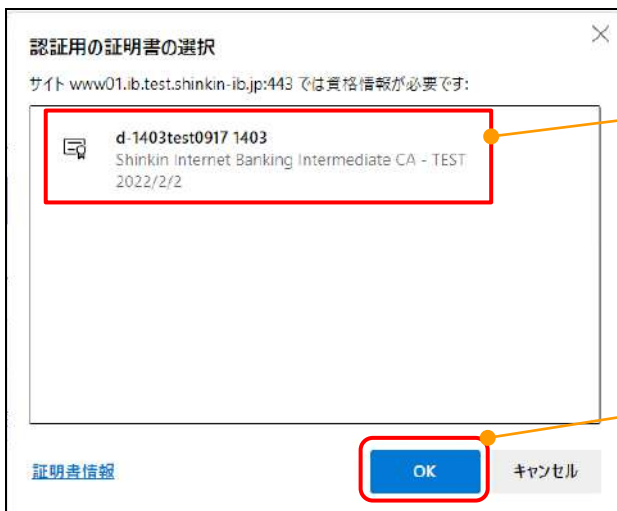 認証用の証明書の選択
サイト www01.ib.test.shinkin-ib.jp:443 では資格情報が必要です:
d-1403test0917 1403
Shinkin Internet Banking Intermediate CA - TEST
2022/2/2
証明書情報
OK
キャンセル